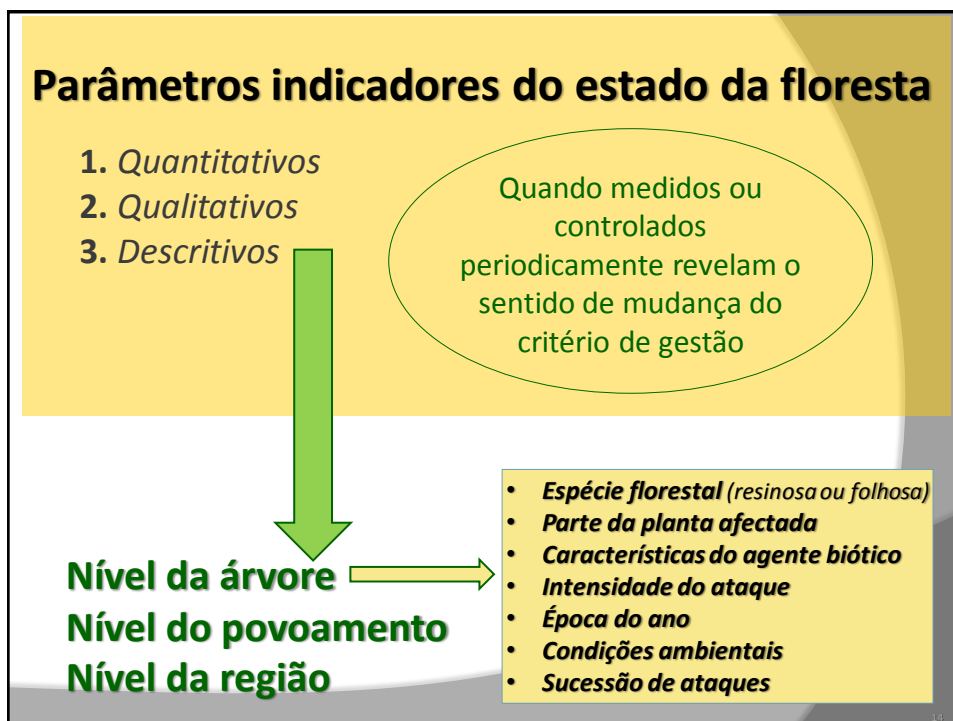 Parâmetros indicadores do estado da floresta
1. Quantitativos
2. Qualitativos
3. Descritivos
Quando medidos ou
controlados
periodicamente revelam o
sentido de mudança do
critério de gestão
Nível da árvore
Nível do povoamento
Nível da região
• Espécie florestal (resinosa ou folhosa)
• Parte da planta afectada
• Características do agente biótico
• Intensidade do ataque
• Época do ano
• Condições ambientais
• Sucessão de ataques
14